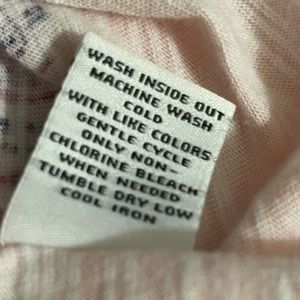 WASH INSIDE OUT
MACHINE WASH
COLD
WITH LIKE COLORS
GENTLE CYCLE
ONLY NON-
CHLORINE BLEACH
WHEN NEEDED
TUMBLE DRY LOW
COOL IRON